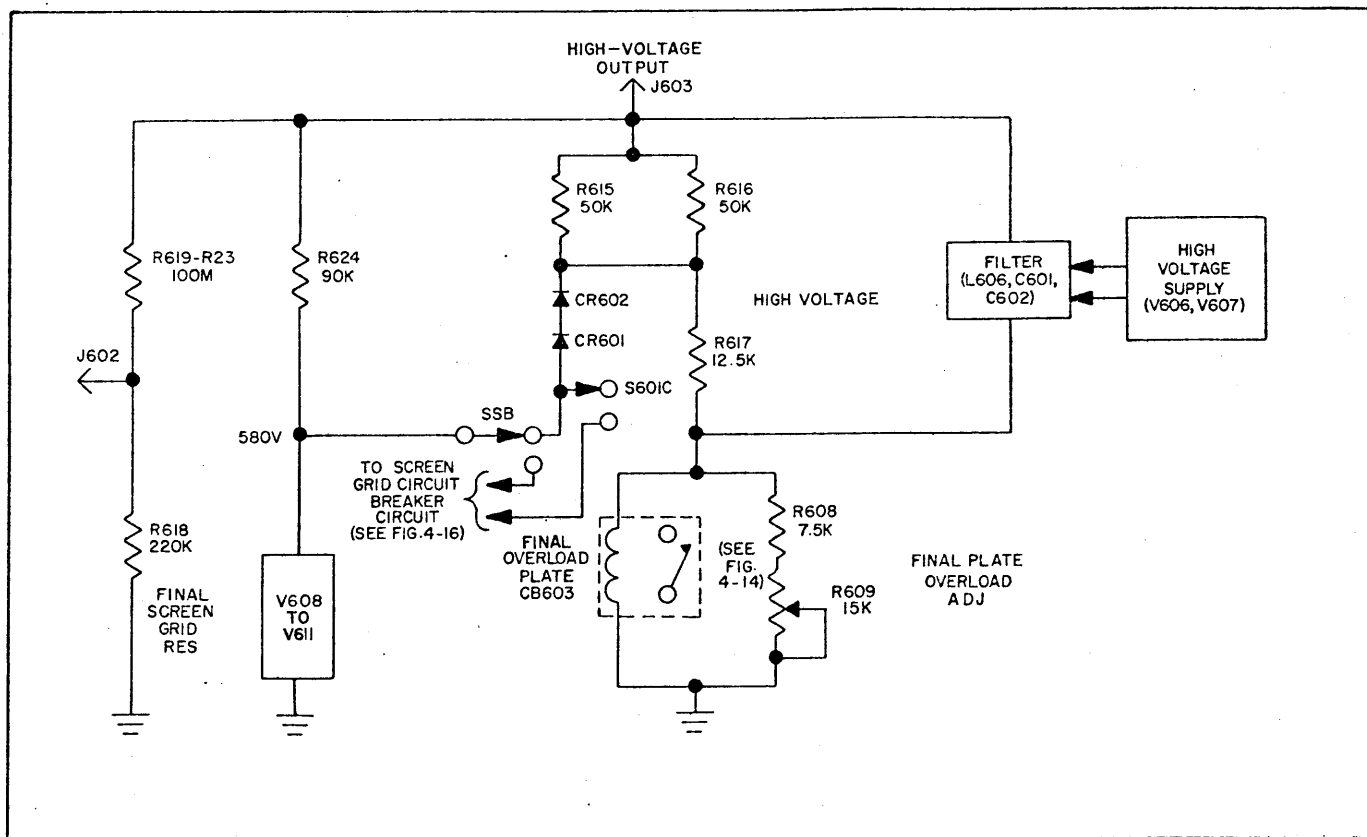 HIGH-VOLTAGE
OUTPUT
J603
R615
50K
R616
50K
R619-R23
100M
R624
90K
CR602
CR601
HIGH VOLTAGE
FILTER
(L606, C601,
C602)
HIGH
VOLTAGE
SUPPLY
(V606, V607)
R617
12.5K
J602
S601C
SSB
580V
TO SCREEN
GRID CIRCUIT
BREAKER
CIRCUIT
(SEE FIG.4-16)
R618
220K
FINAL
SCREEN
GRID
RES
V608
TO
V611
FINAL
OVERLOAD
PLATE
CB603
(SEE
FIG.
4-14)
R608
7.5K
R609
15K
FINAL PLATE
OVERLOAD
ADJ